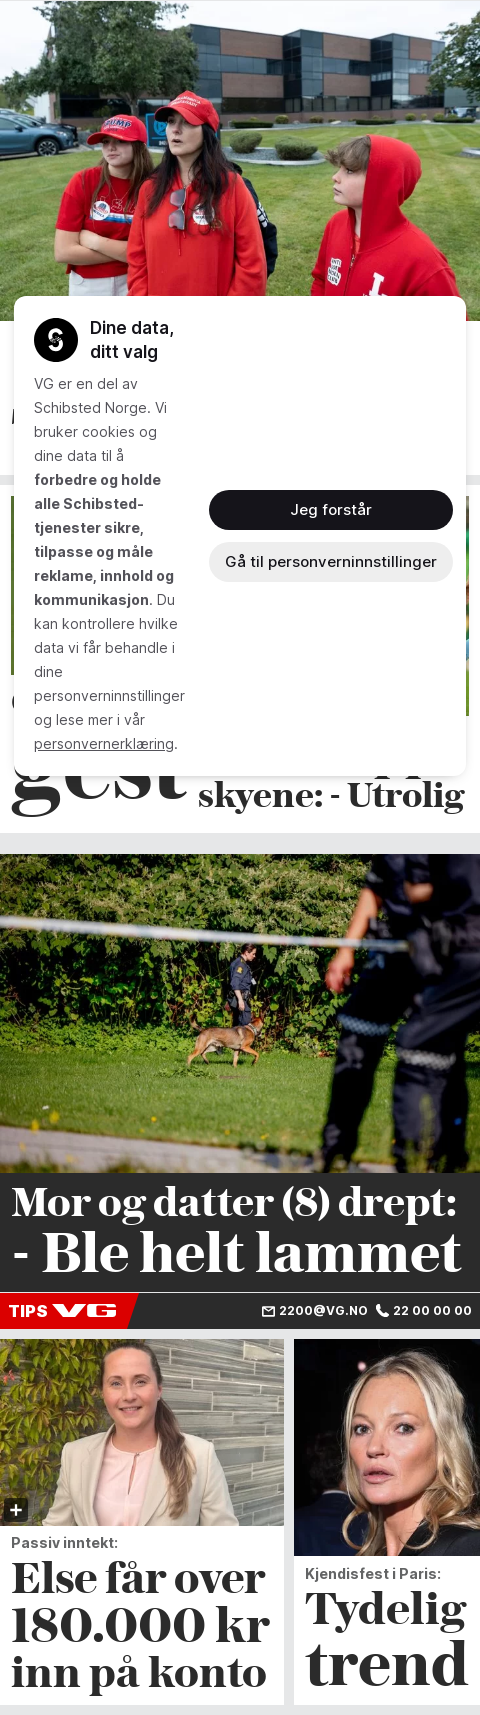 TRUMP
Dine data,
ditt valg
VG er en del av
Schibsted Norge. Vi
bruker cookies og
dine data til å
forbedre og holde
alle Schibsted-
tjenester sikre,
tilpasse og måle
reklame, innhold og
kommunikasjon. Du
kan kontrollere hvilke
data vi får behandle i
dine
personverninnstillinger
og lese mer i vår
personvernerklæring.
Jeg forstår
Gå til personverninnstillinger
gest
skyene: - Utrolig
Mor og datter (8) drept:
- Ble helt lammet
TIPS VG
2200@VG.NO 22 00 00 00
Passiv inntekt:
Else får over
180.000 kr
inn på konto
Kjendisfest i Paris:
Tydelig
trend